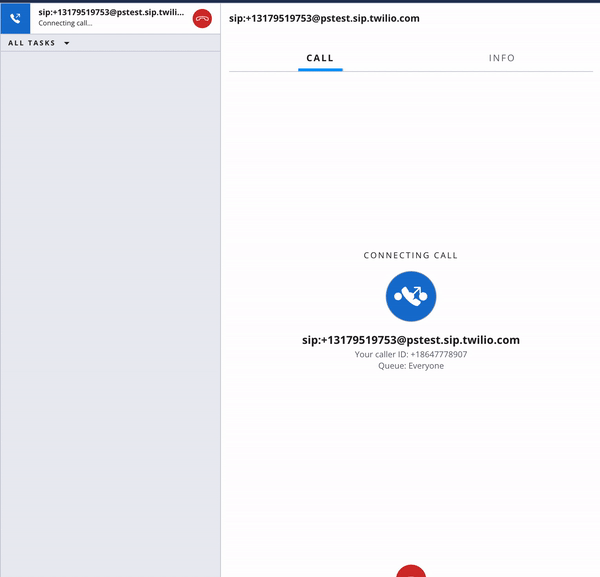 sip:+13179519753@pstest.sip.twili...
Connecting call...
ALL TASKS
sip:+13179519753@pstest.sip.twilio.com
CALL
INFO
CONNECTING CALL
sip:+13179519753@pstest.sip.twilio.com
Your caller ID: +18647778907
Queue: Everyone